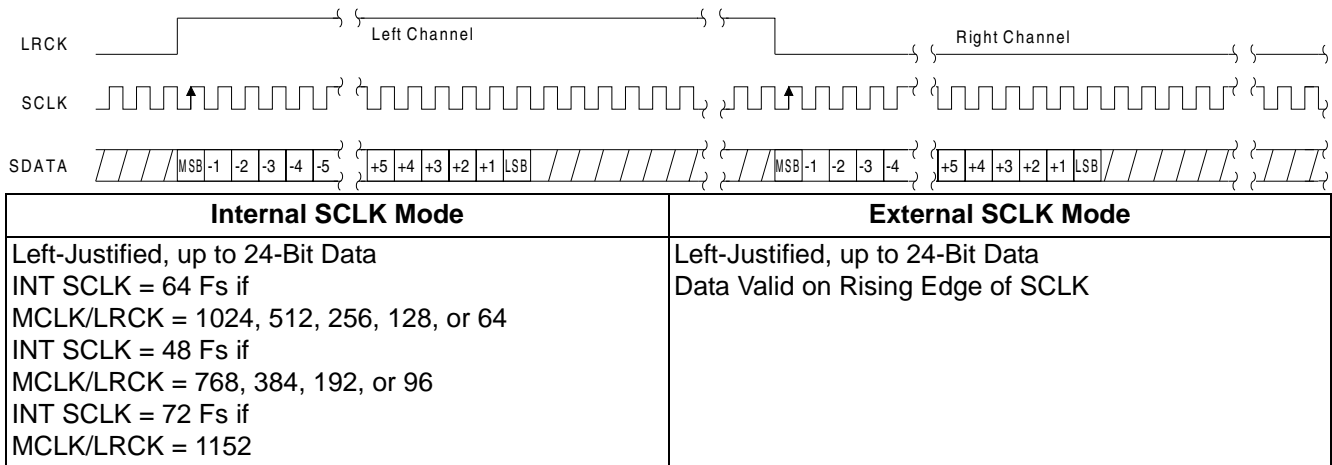 LRCK Left Channel Right Channel
SCLK
SDATA MSB -1 -2 -3 -4 -5 +5 +4 +3 +2 +1 LSB MSB -1 -2 -3 -4 +5 +4 +3 +2 +1 LSB
Internal SCLK Mode External SCLK Mode
Left-Justified, up to 24-Bit Data Left-Justified, up to 24-Bit Data
INT SCLK = 64 Fs if Data Valid on Rising Edge of SCLK
MCLK/LRCK = 1024, 512, 256, 128, or 64
INT SCLK = 48 Fs if
MCLK/LRCK = 768, 384, 192, or 96
INT SCLK = 72 Fs if
MCLK/LRCK = 1152